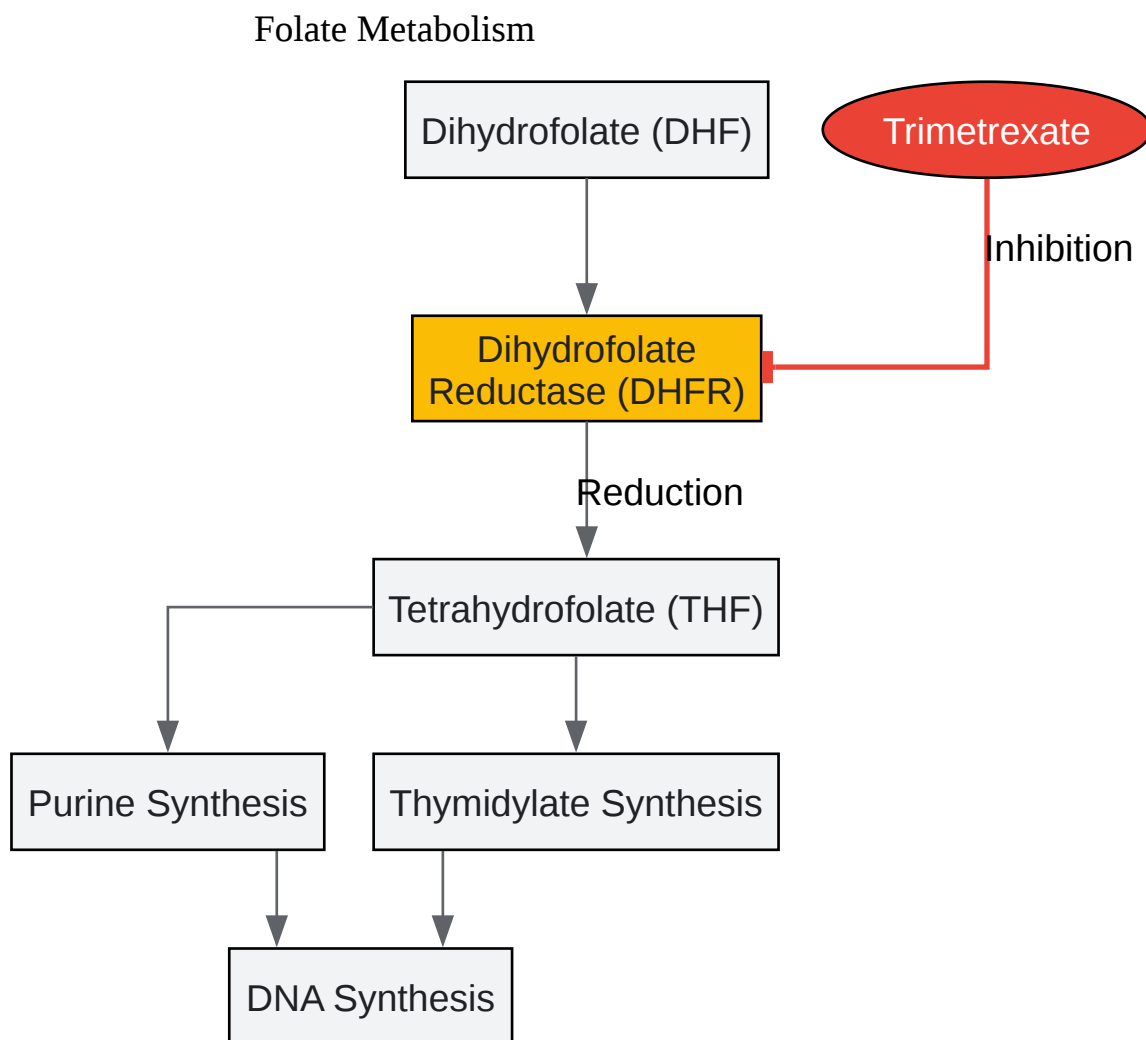 Folate Metabolism
Dihydrofolate (DHF)
Trimetrexate
Inhibition
Dihydrofolate
Reductase (DHFR)
Reduction
Tetrahydrofolate (THF)
Purine Synthesis
Thymidylate Synthesis
DNA Synthesis